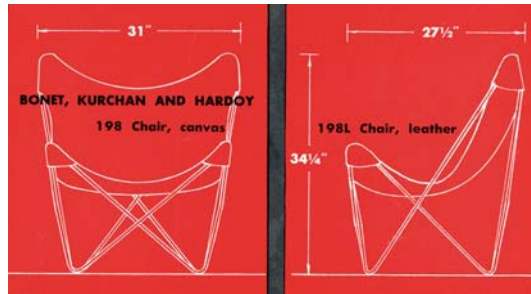 31"
BONET, KURCHAN AND HARDOY
198 Chair, canvas
27½"
198L Chair, leather
34¼"